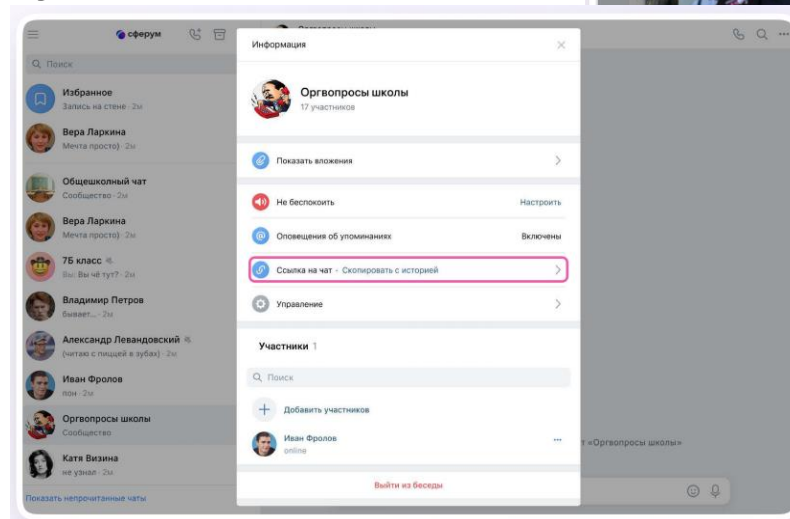 сферум
Поиск
Избранное
Запись на стене · 2м
Вера Ларкина
Мечта просто) · 2м
Общешкольный чат
Сообщество · 2м
Вера Ларкина
Мечта просто) · 2м
7Б класс
Вы: Вы чё тут? · 2м
Владимир Петров
бывает... · 2м
Александр Левандовский
(читаю с пиццей в зубах) · 2м
Иван Фролов
пон · 2м
Оргвопросы школы
Сообщество
Катя Визина
не узнал · 2м
Показать непрочитанные чаты
Информация
Оргвопросы школы
17 участников
Показать вложения
Не беспокоить Настроить
Оповещения об упоминаниях Включены
Ссылка на чат · Скопировать с историей
Управление
Участники 1
Поиск
Добавить участников
Иван Фролов
online
Выйти из беседы
т «Оргвопросы школы»